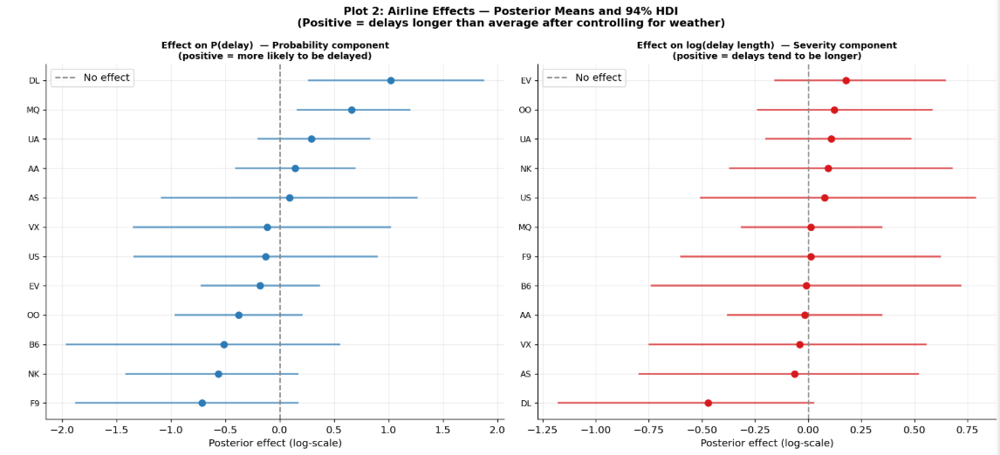 Plot 2: Airline Effects — Posterior Means and 94% HDI
(Positive = delays longer than average after controlling for weather)
Effect on P(delay)  — Probability component
(positive = more likely to be delayed)
No effect
DL
MQ
UA
AA
AS
VX
US
EV
OO
B6
NK
F9
−2.0 −1.5 −1.0 −0.5 0.0 0.5 1.0 1.5 2.0
Posterior effect (log-scale)
Effect on log(delay length)  — Severity component
(positive = delays tend to be longer)
No effect
EV
OO
UA
NK
US
MQ
F9
B6
AA
VX
AS
DL
−1.25 −1.00 −0.75 −0.50 −0.25 0.00 0.25 0.50 0.75
Posterior effect (log-scale)